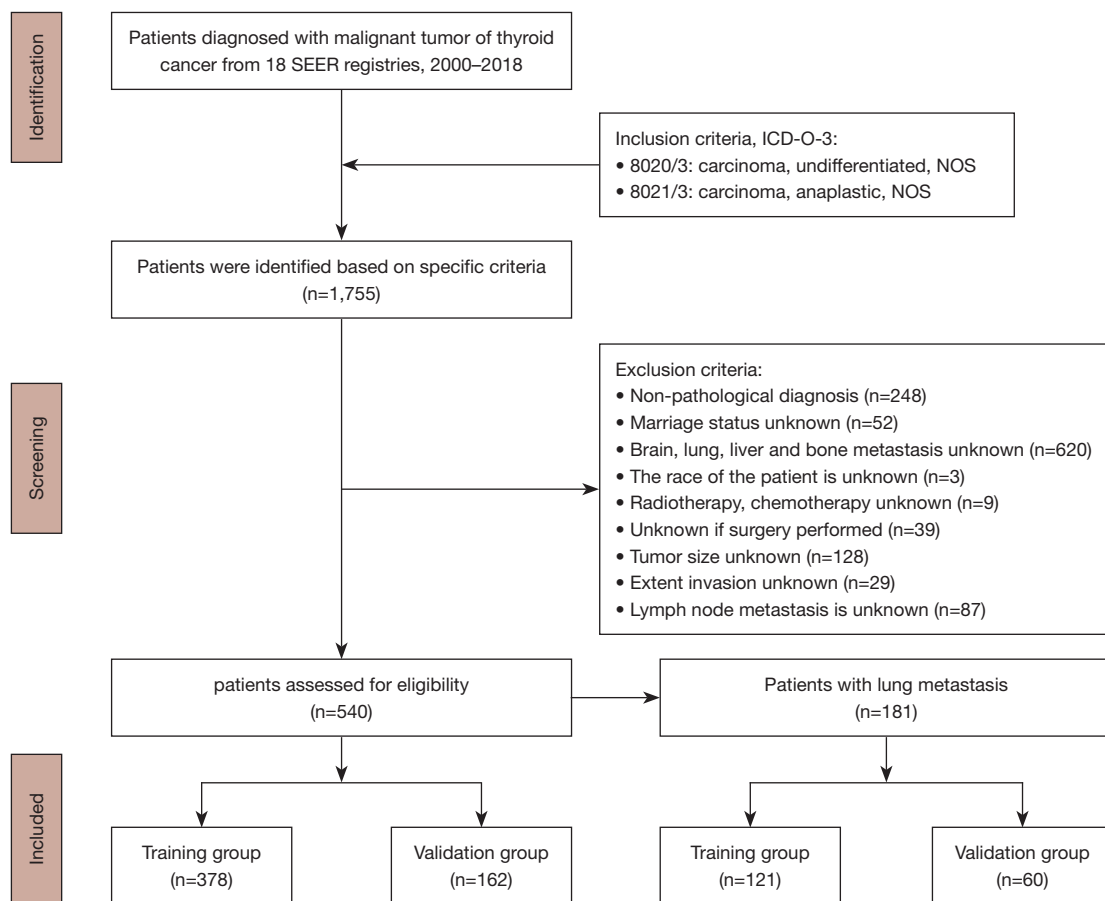 Identification
Patients diagnosed with malignant tumor of thyroid
cancer from 18 SEER registries, 2000–2018
Inclusion criteria, ICD-O-3:
• 8020/3: carcinoma, undifferentiated, NOS
• 8021/3: carcinoma, anaplastic, NOS
Patients were identified based on specific criteria
(n=1,755)
Screening
Exclusion criteria:
• Non-pathological diagnosis (n=248)
• Marriage status unknown (n=52)
• Brain, lung, liver and bone metastasis unknown (n=620)
• The race of the patient is unknown (n=3)
• Radiotherapy, chemotherapy unknown (n=9)
• Unknown if surgery performed (n=39)
• Tumor size unknown (n=128)
• Extent invasion unknown (n=29)
• Lymph node metastasis is unknown (n=87)
patients assessed for eligibility
(n=540)
Patients with lung metastasis
(n=181)
Included
Training group
(n=378)
Validation group
(n=162)
Training group
(n=121)
Validation group
(n=60)